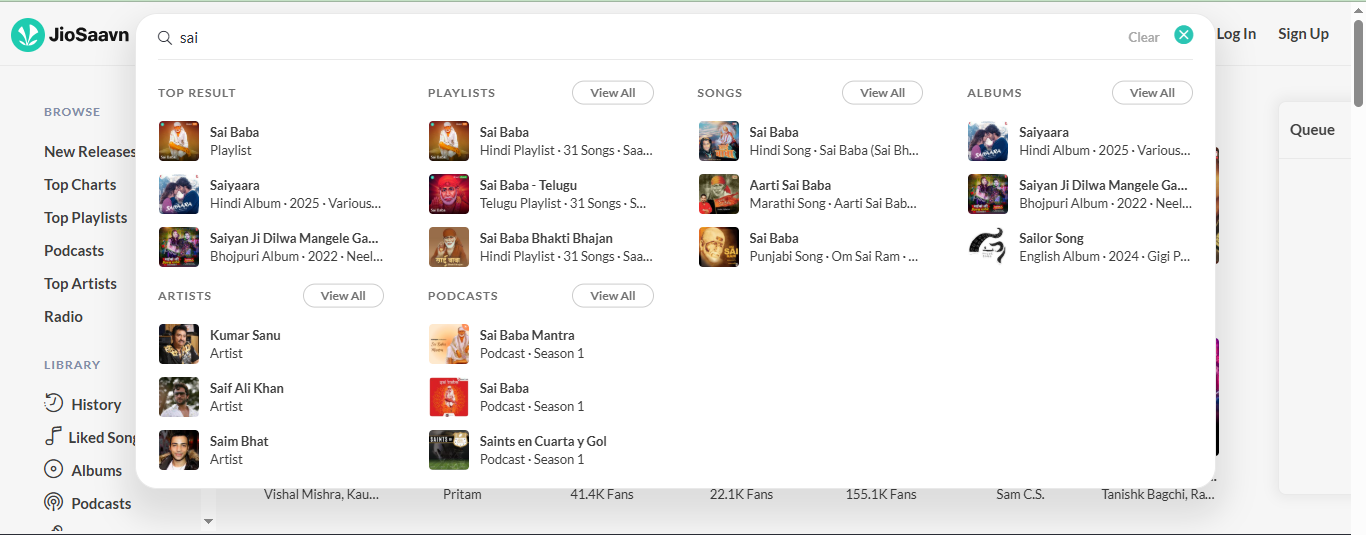 JioSaavn
sai
Clear
Log In
Sign Up
BROWSE
New Releases
Top Charts
Top Playlists
Podcasts
Top Artists
Radio
LIBRARY
History
Liked Song
Albums
Podcasts
TOP RESULT
Sai Baba
Playlist
Saiyaara
Hindi Album · 2025 · Various...
Saiyan Ji Dilwa Mangele Ga...
Bhojpuri Album · 2022 · Neel...
PLAYLISTS
View All
Sai Baba
Hindi Playlist · 31 Songs · Saa...
Sai Baba - Telugu
Telugu Playlist · 31 Songs · S...
Sai Baba Bhakti Bhajan
Hindi Playlist · 31 Songs · Saa...
SONGS
View All
Sai Baba
Hindi Song · Sai Baba (Sai Bh...
Aarti Sai Baba
Marathi Song · Aarti Sai Bab...
Sai Baba
Punjabi Song · Om Sai Ram · ...
ALBUMS
View All
Saiyaara
Hindi Album · 2025 · Various...
Saiyan Ji Dilwa Mangele Ga...
Bhojpuri Album · 2022 · Neel...
Sailor Song
English Album · 2024 · Gigi P...
ARTISTS
View All
Kumar Sanu
Artist
Saif Ali Khan
Artist
Saim Bhat
Artist
PODCASTS
View All
Sai Baba Mantra
Podcast · Season 1
Sai Baba
Podcast · Season 1
Saints en Cuarta y Gol
Podcast · Season 1
Queue
Vishal Mishra, Kau...
Pritam
41.4K Fans
22.1K Fans
155.1K Fans
Sam C.S.
Tanishk Bagchi, Ra...